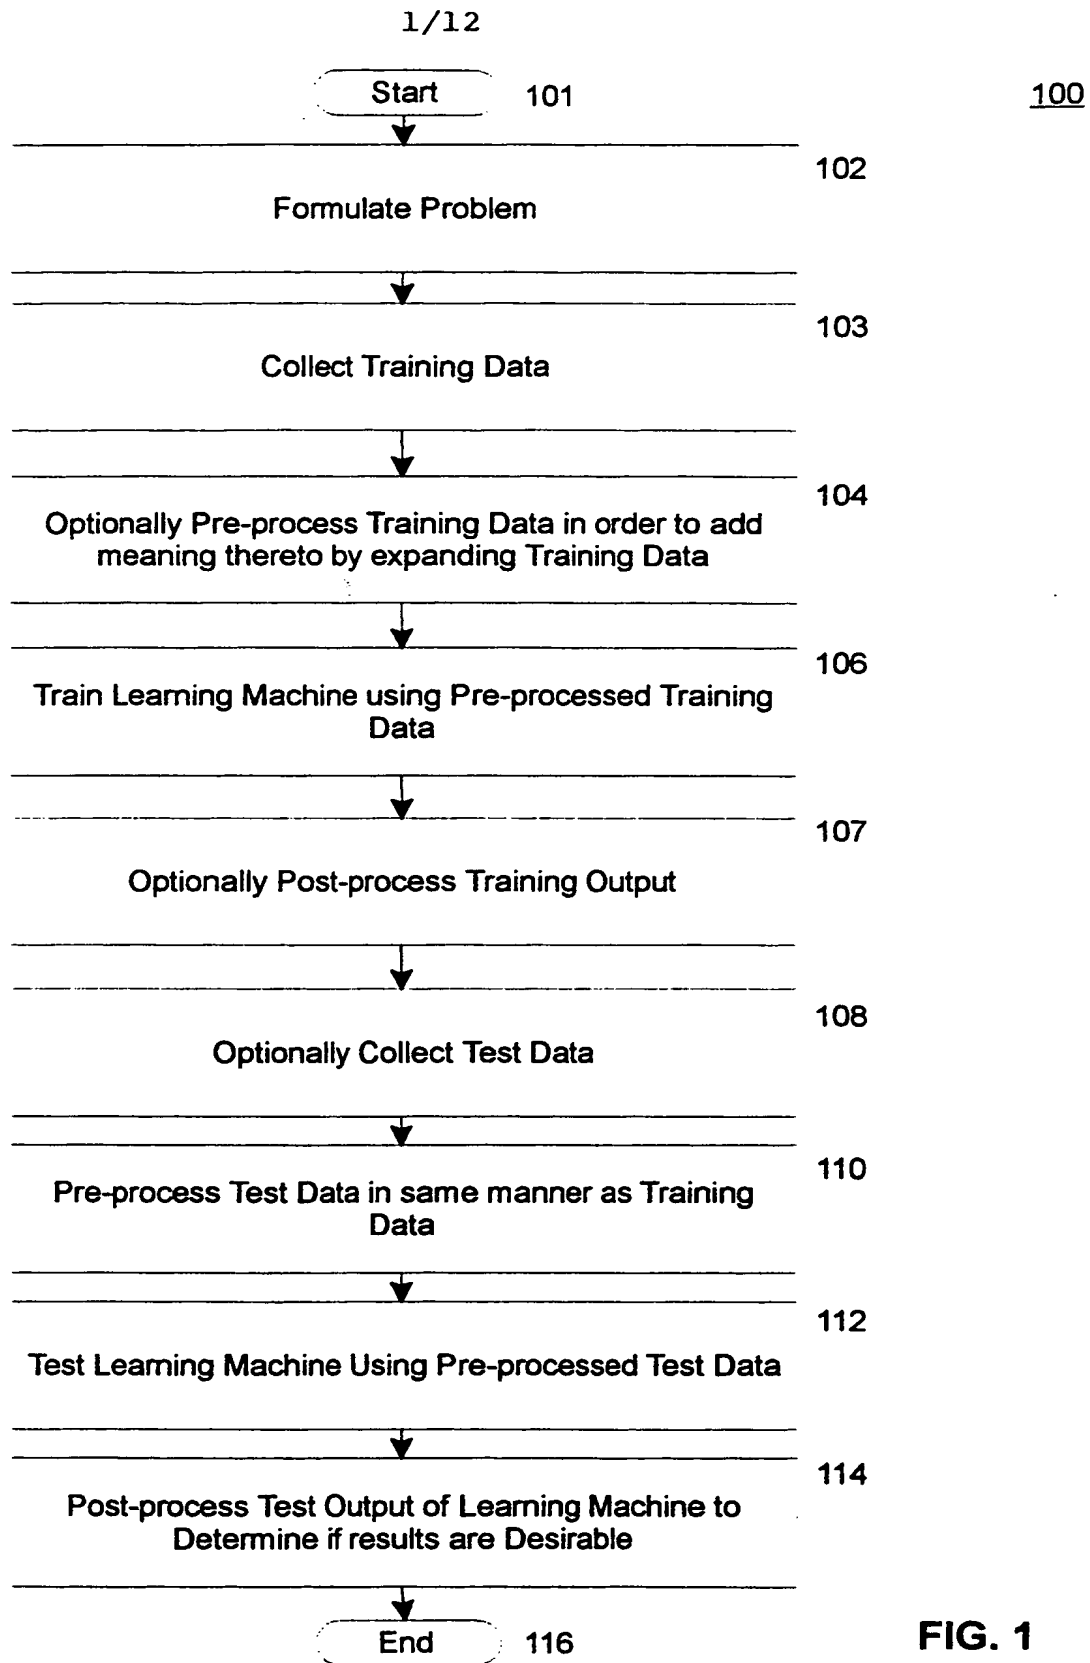 1/12
Start 101 100
102
Formulate Problem
103
Collect Training Data
104
Optionally Pre-process Training Data in order to add
meaning thereto by expanding Training Data
106
Train Learning Machine using Pre-processed Training
Data
107
Optionally Post-process Training Output
108
Optionally Collect Test Data
110
Pre-process Test Data in same manner as Training
Data
112
Test Learning Machine Using Pre-processed Test Data
114
Post-process Test Output of Learning Machine to
Determine if results are Desirable
End 116
FIG. 1